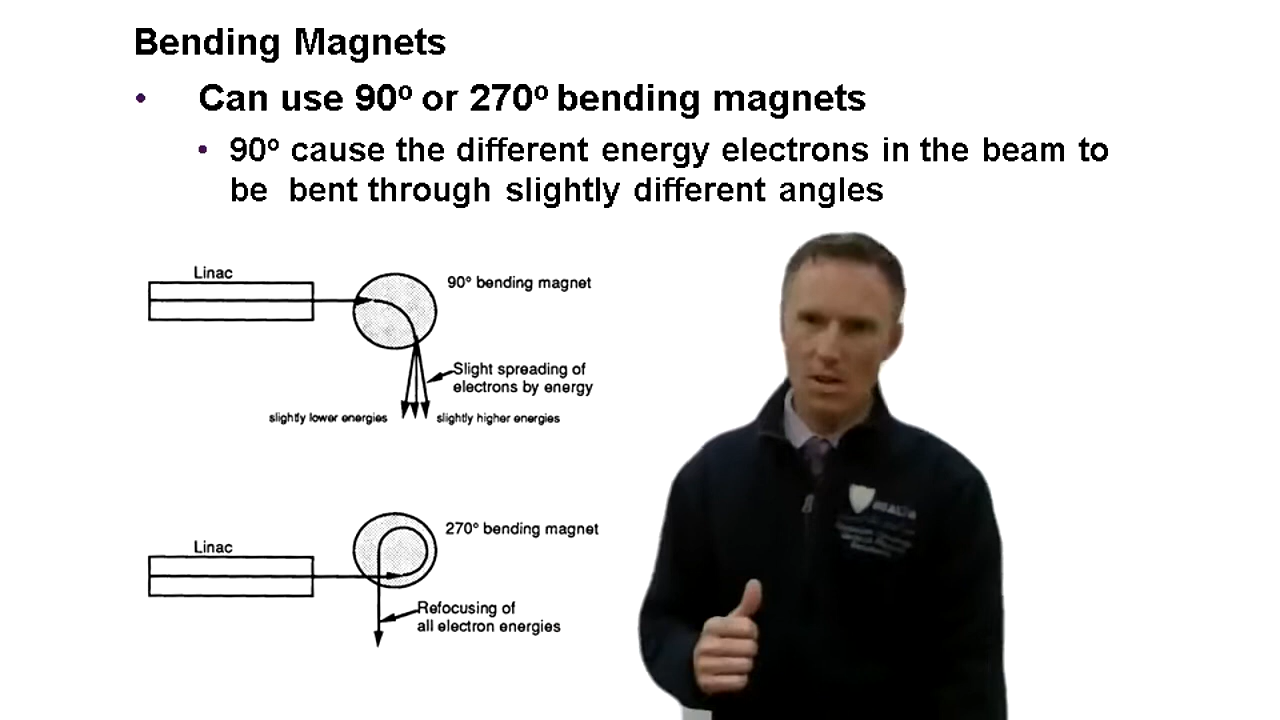 Bending Magnets
• Can use 90º or 270º bending magnets
• 90º cause the different energy electrons in the beam to
be bent through slightly different angles
Linac
90° bending magnet
Slight spreading of
electrons by energy
slightly lower energies
slightly higher energies
Linac
270° bending magnet
Refocusing of
all electron energies